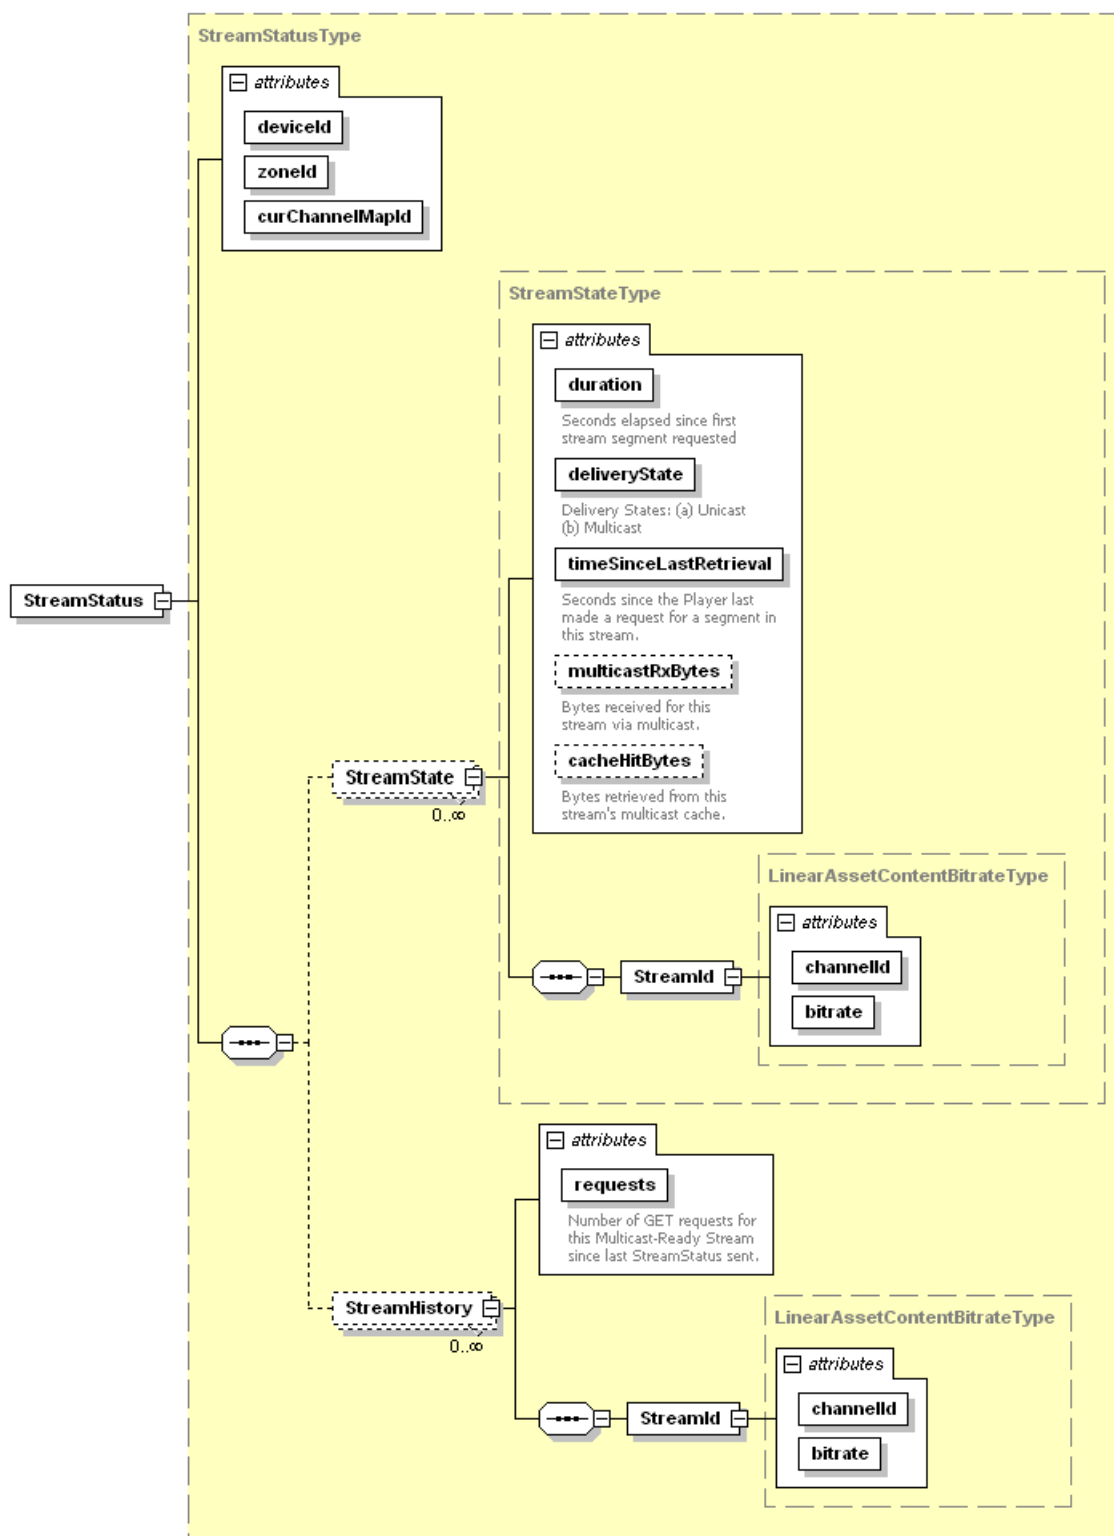 StreamStatusType
attributes
deviceId
zoneId
curChannelMapId
StreamStateType
attributes
duration
Seconds elapsed since first
stream segment requested
deliveryState
Delivery States: (a) Unicast
(b) Multicast
timeSinceLastRetrieval
Seconds since the Player last
made a request for a segment in
this stream.
StreamStatus
multicastRxBytes
Bytes received for this
stream via multicast.
cacheHitBytes
Bytes retrieved from this
stream's multicast cache.
StreamState
0..∞
LinearAssetContentBitrateType
attributes
channelId
StreamId
bitrate
attributes
requests
Number of GET requests for
this Multicast-Ready Stream
since last StreamStatus sent.
StreamHistory
0..∞
LinearAssetContentBitrateType
attributes
channelId
StreamId
bitrate